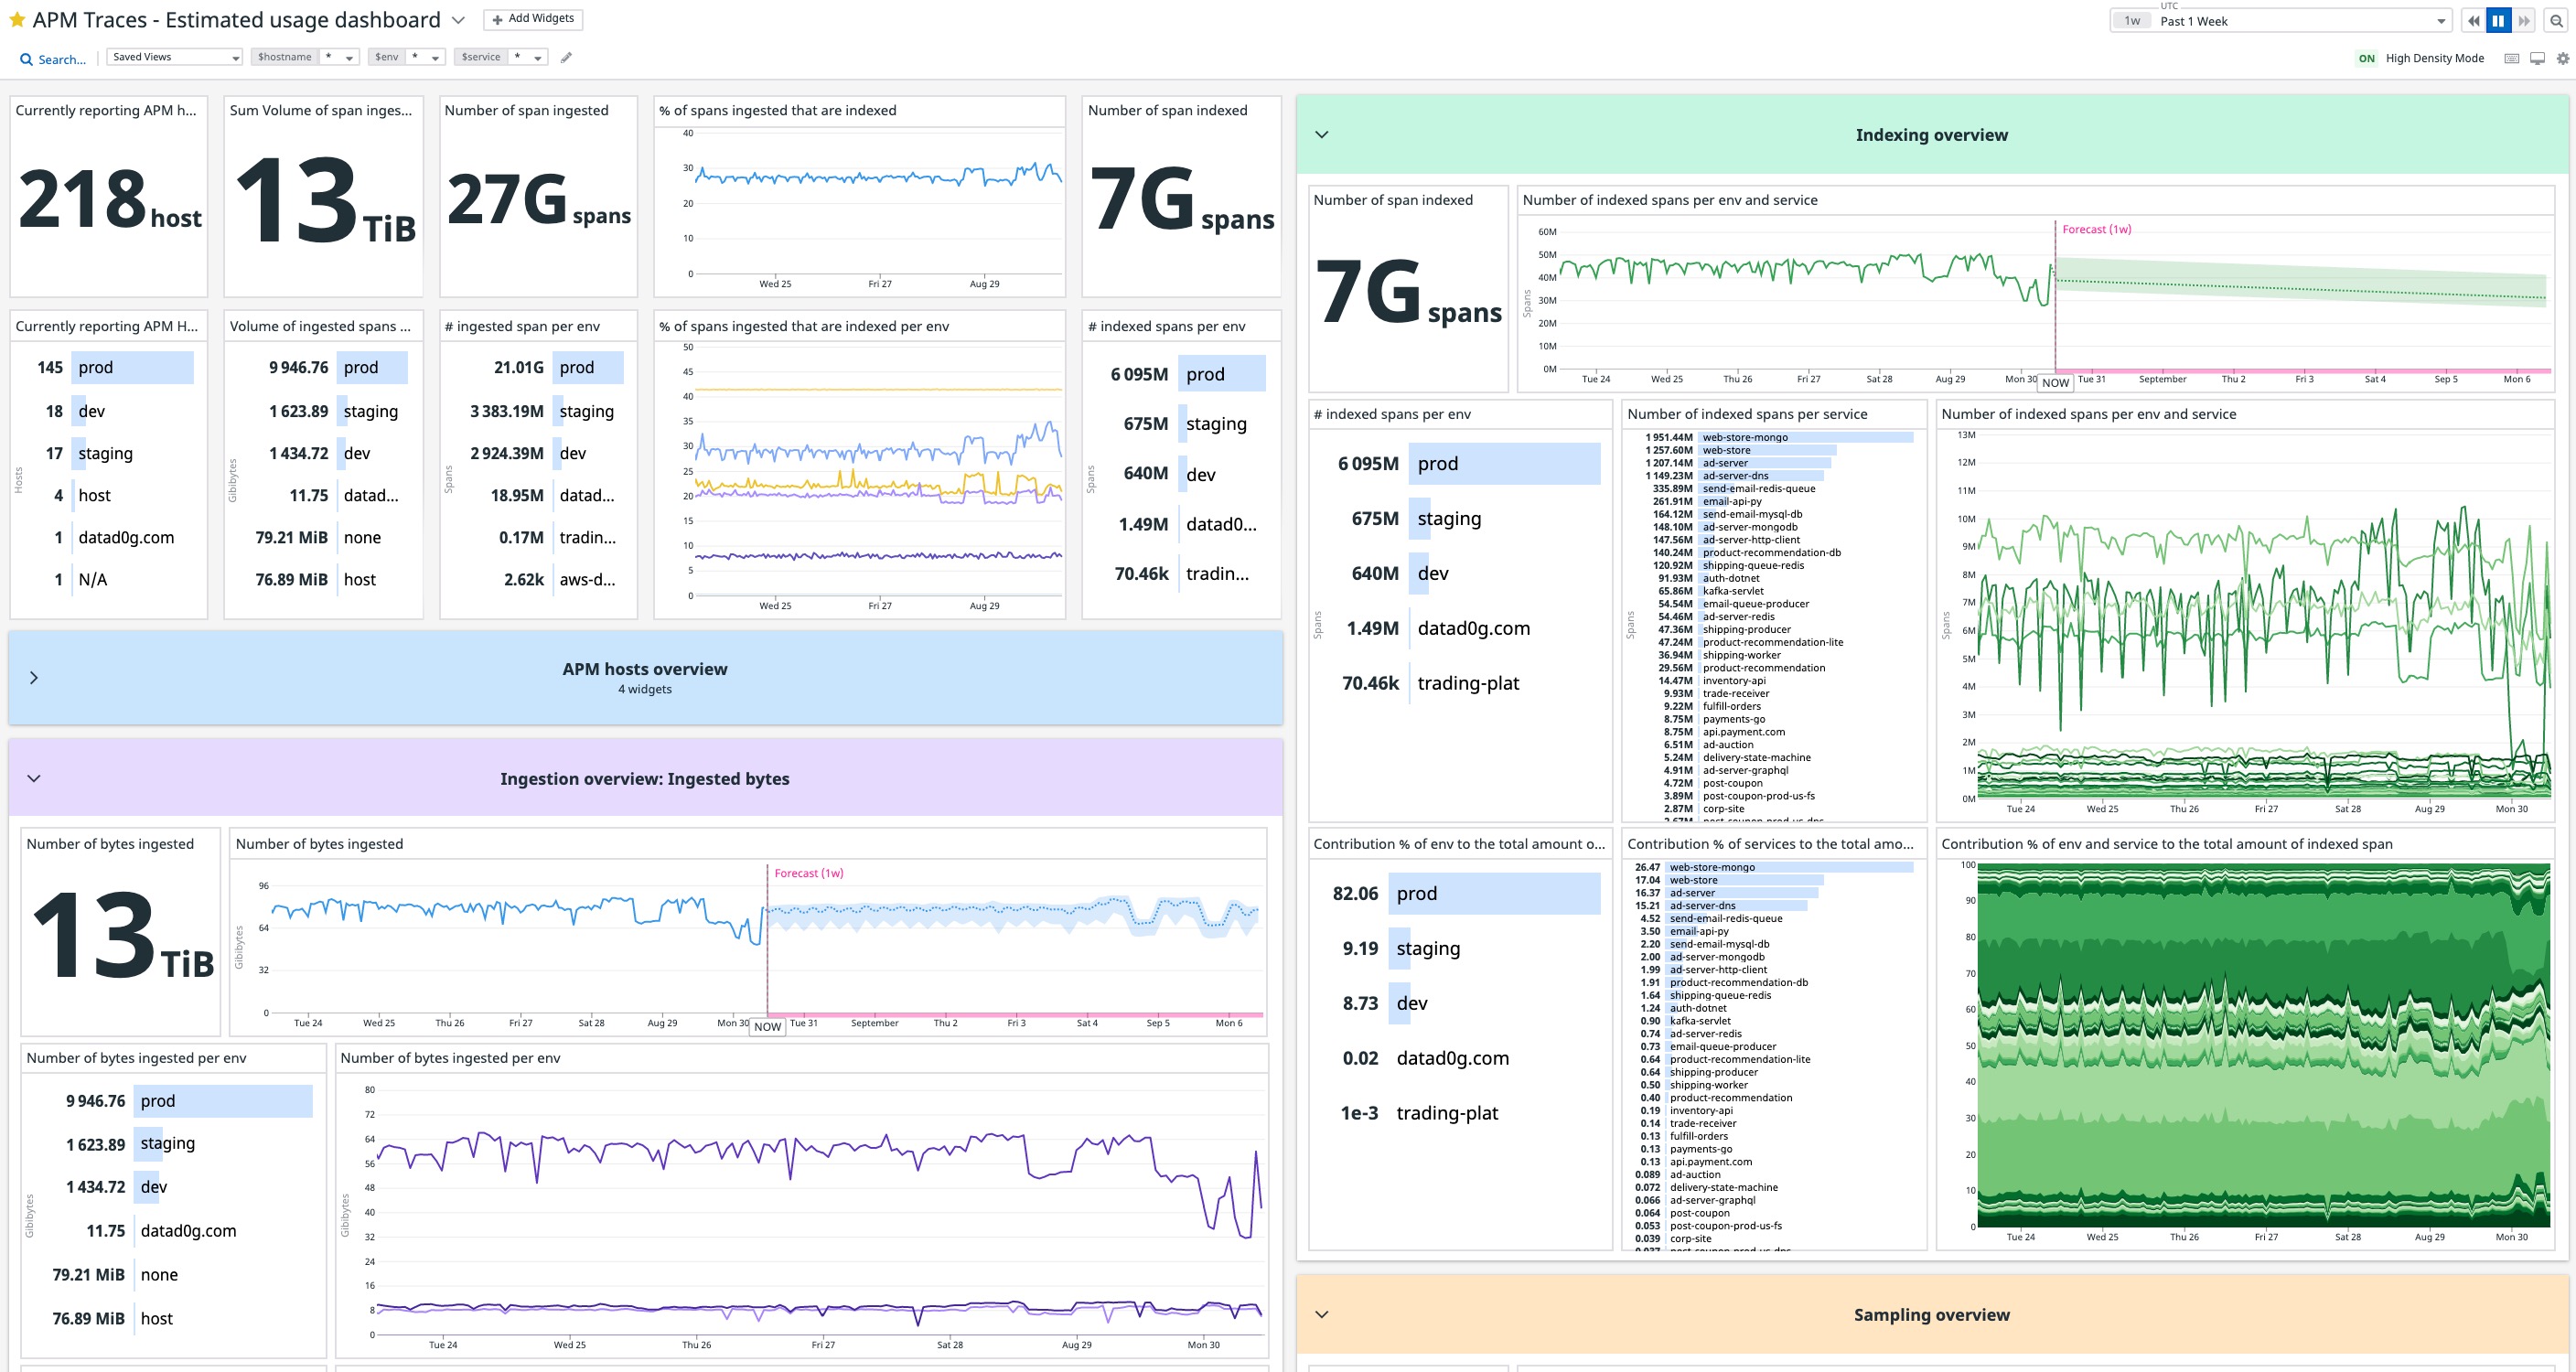 APM Traces - Estimated usage dashboard
+ Add Widgets
UTC
1w Past 1 Week
Search...
Saved Views
$hostname *
$env *
$service *
ON High Density Mode
Currently reporting APM h...
218 host
Sum Volume of span inges...
13 TiB
Number of span ingested
27G spans
% of spans ingested that are indexed
40
30
20
10
0
Wed 25 Fri 27 Aug 29
Number of span indexed
7G spans
Currently reporting APM H...
Hosts
145 prod
18 dev
17 staging
4 host
1 datad0g.com
1 N/A
Volume of ingested spans ...
Gibibytes
9 946.76 prod
1 623.89 staging
1 434.72 dev
11.75 datad...
79.21 MiB none
76.89 MiB host
# ingested span per env
Spans
21.01G prod
3 383.19M staging
2 924.39M dev
18.95M datad...
0.17M tradin...
2.62k aws-d...
% of spans ingested that are indexed per env
50
45
40
35
30
25
20
15
10
5
0
Wed 25 Fri 27 Aug 29
# indexed spans per env
Spans
6 095M prod
675M staging
640M dev
1.49M datad0...
70.46k tradin...
APM hosts overview
4 widgets
Ingestion overview: Ingested bytes
Number of bytes ingested
13 TiB
Number of bytes ingested
Forecast (1w)
Gibibytes
96
64
32
0
Tue 24 Wed 25 Thu 26 Fri 27 Sat 28 Aug 29 Mon 30 NOW Tue 31 September Thu 2 Fri 3 Sat 4 Sep 5 Mon 6
Number of bytes ingested per env
Gibibytes
9 946.76 prod
1 623.89 staging
1 434.72 dev
11.75 datad0g.com
79.21 MiB none
76.89 MiB host
Number of bytes ingested per env
Gibibytes
80
72
64
56
48
40
32
24
16
8
0
Tue 24 Wed 25 Thu 26 Fri 27 Sat 28 Aug 29 Mon 30
Indexing overview
Number of span indexed
7G spans
Number of indexed spans per env and service
Forecast (1w)
Spans
60M
50M
40M
30M
20M
10M
0M
Tue 24 Wed 25 Thu 26 Fri 27 Sat 28 Aug 29 Mon 30 NOW Tue 31 September Thu 2 Fri 3 Sat 4 Sep 5 Mon 6
# indexed spans per env
Spans
6 095M prod
675M staging
640M dev
1.49M datad0g.com
70.46k trading-plat
Number of indexed spans per service
Spans
1 951.44M web-store-mongo
1 257.60M web-store
1 207.14M ad-server
1 149.23M ad-server-dns
335.89M send-email-redis-queue
261.91M email-api-py
164.12M send-email-mysql-db
148.10M ad-server-mongodb
147.56M ad-server-http-client
140.24M product-recommendation-db
120.92M shipping-queue-redis
91.93M auth-dotnet
65.86M kafka-servlet
54.54M email-queue-producer
54.46M ad-server-redis
47.36M shipping-producer
47.24M product-recommendation-lite
36.94M shipping-worker
29.56M product-recommendation
14.47M inventory-api
9.93M trade-receiver
9.22M fulfill-orders
8.75M payments-go
8.75M api.payment.com
6.51M ad-auction
5.24M delivery-state-machine
4.91M ad-server-graphql
4.72M post-coupon
3.89M post-coupon-prod-us-fs
2.87M corp-site
Number of indexed spans per env and service
Spans
13M
12M
11M
10M
9M
8M
7M
6M
5M
4M
3M
2M
1M
0M
Tue 24 Wed 25 Thu 26 Fri 27 Sat 28 Aug 29 Mon 30
Contribution % of env to the total amount o...
82.06 prod
9.19 staging
8.73 dev
0.02 datad0g.com
1e-3 trading-plat
Contribution % of services to the total amo...
26.47 web-store-mongo
17.04 web-store
16.37 ad-server
15.21 ad-server-dns
4.52 send-email-redis-queue
3.50 email-api-py
2.20 send-email-mysql-db
2.00 ad-server-mongodb
1.99 ad-server-http-client
1.91 product-recommendation-db
1.64 shipping-queue-redis
1.24 auth-dotnet
0.90 kafka-servlet
0.74 ad-server-redis
0.73 email-queue-producer
0.64 product-recommendation-lite
0.64 shipping-producer
0.50 shipping-worker
0.40 product-recommendation
0.19 inventory-api
0.14 trade-receiver
0.13 fulfill-orders
0.13 payments-go
0.13 api.payment.com
0.089 ad-auction
0.072 delivery-state-machine
0.066 ad-server-graphql
0.064 post-coupon
0.053 post-coupon-prod-us-fs
0.039 corp-site
Contribution % of env and service to the total amount of indexed span
100
90
80
70
60
50
40
30
20
10
0
Tue 24 Wed 25 Thu 26 Fri 27 Sat 28 Aug 29 Mon 30
Sampling overview